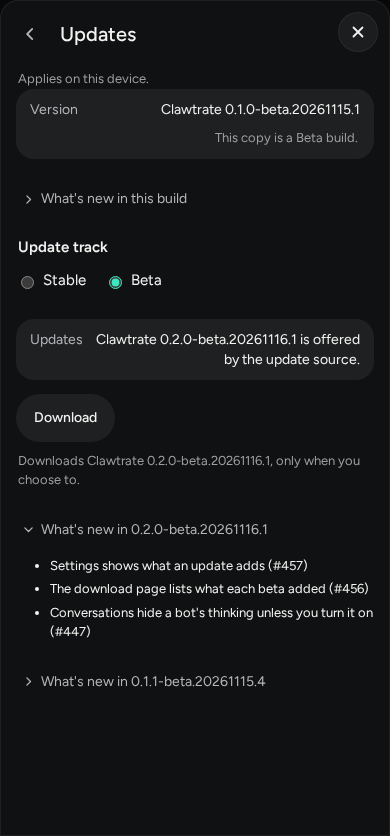 Updates
Applies on this device.
Version Clawtrate 0.1.0-beta.20261115.1
This copy is a Beta build.
What's new in this build
Update track
Stable Beta
Updates Clawtrate 0.2.0-beta.20261116.1 is offered
by the update source.
Download
Downloads Clawtrate 0.2.0-beta.20261116.1, only when you
choose to.
What's new in 0.2.0-beta.20261116.1
• Settings shows what an update adds (#457)
• The download page lists what each beta added (#456)
• Conversations hide a bot's thinking unless you turn it on
(#447)
What's new in 0.1.1-beta.20261115.4